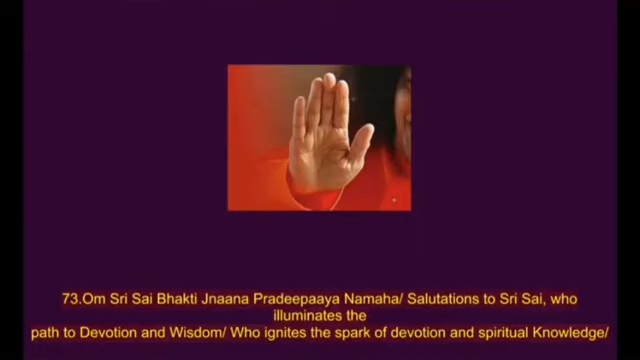 73.Om Sri Sai Bhakti Jnaana Pradeepaaya Namaha/ Salutations to Sri Sai, who
illuminates the
path to Devotion and Wisdom/ Who ignites the spark of devotion and spiritual Knowledge/